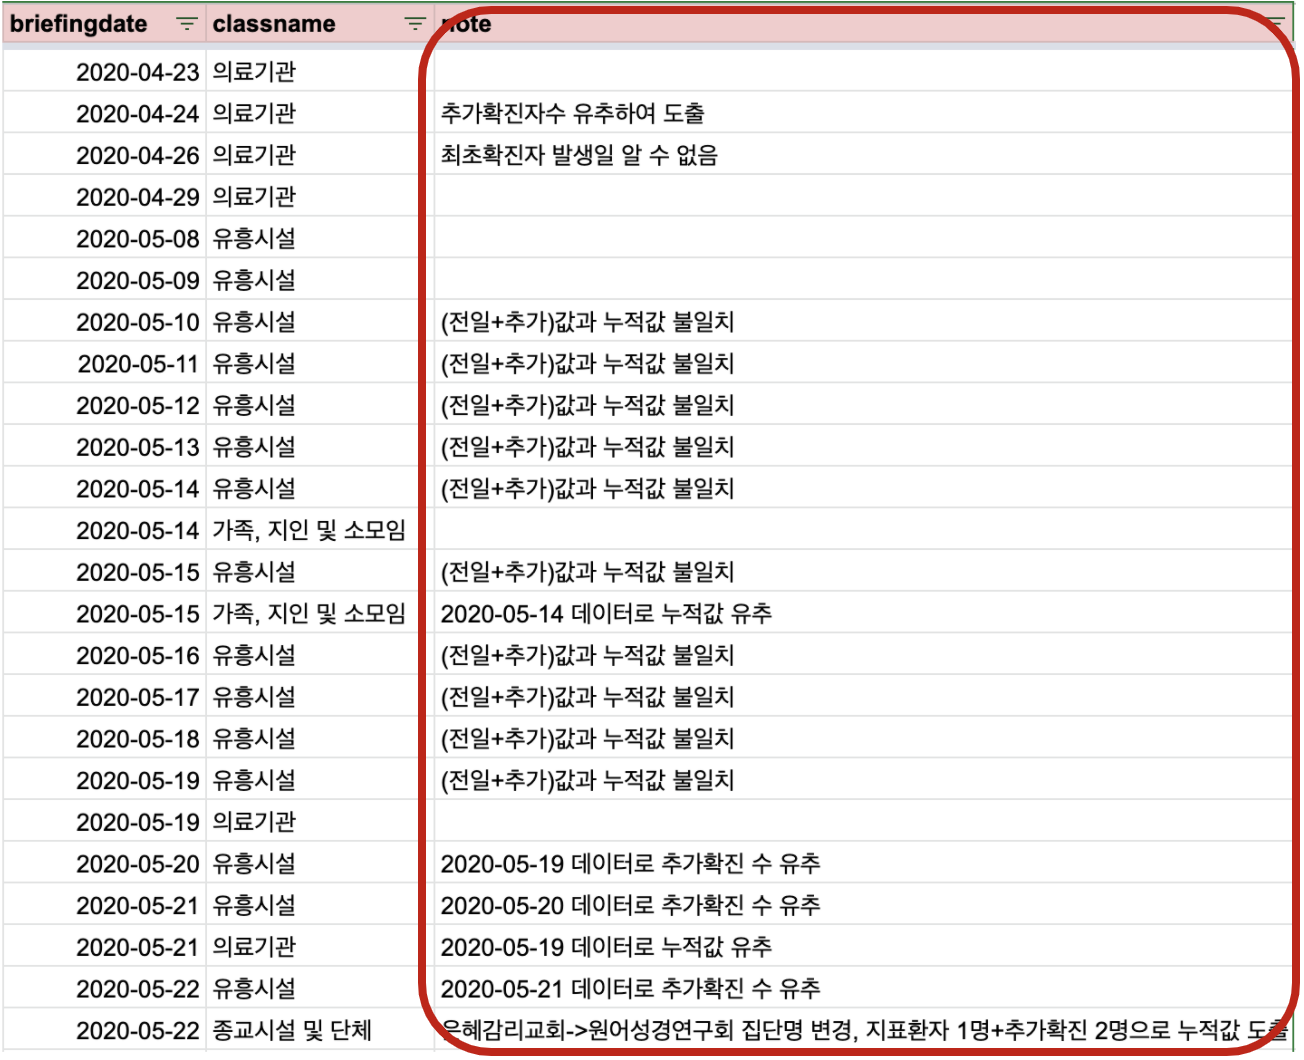 briefingdate classname note
2020-04-23 의료기관
2020-04-24 의료기관 추가확진자수 유추하여 도출
2020-04-26 의료기관 최초확진자 발생일 알 수 없음
2020-04-29 의료기관
2020-05-08 유흥시설
2020-05-09 유흥시설
2020-05-10 유흥시설 (전일+추가)값과 누적값 불일치
2020-05-11 유흥시설 (전일+추가)값과 누적값 불일치
2020-05-12 유흥시설 (전일+추가)값과 누적값 불일치
2020-05-13 유흥시설 (전일+추가)값과 누적값 불일치
2020-05-14 유흥시설 (전일+추가)값과 누적값 불일치
2020-05-14 가족, 지인 및 소모임
2020-05-15 유흥시설 (전일+추가)값과 누적값 불일치
2020-05-15 가족, 지인 및 소모임 2020-05-14 데이터로 누적값 유추
2020-05-16 유흥시설 (전일+추가)값과 누적값 불일치
2020-05-17 유흥시설 (전일+추가)값과 누적값 불일치
2020-05-18 유흥시설 (전일+추가)값과 누적값 불일치
2020-05-19 유흥시설 (전일+추가)값과 누적값 불일치
2020-05-19 의료기관
2020-05-20 유흥시설 2020-05-19 데이터로 추가확진 수 유추
2020-05-21 유흥시설 2020-05-20 데이터로 추가확진 수 유추
2020-05-21 의료기관 2020-05-19 데이터로 누적값 유추
2020-05-22 유흥시설 2020-05-21 데이터로 추가확진 수 유추
2020-05-22 종교시설 및 단체 은혜감리교회->원어성경연구회 집단명 변경, 지표환자 1명+추가확진 2명으로 누적값 도출